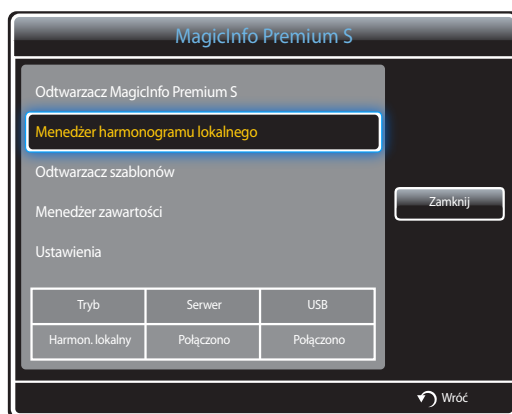 MagicInfo Premium S
Odtwarzacz MagicInfo Premium S
Menedżer harmonogramu lokalnego
Odtwarzacz szablonów
Menedżer zawartości
Ustawienia
Zamknij
Tryb Serwer USB
Harmon. lokalny Połączono Połączono
Wróć